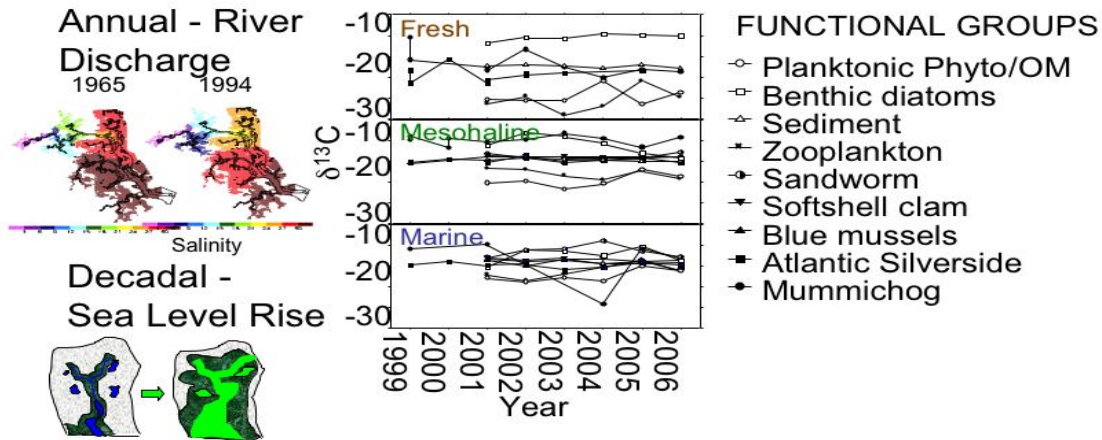 Annual - River
Discharge
1965 1994
Salinity
Decadal -
Sea Level Rise
δ13C
-10
Fresh
-20
-30
Mesohaline
-10
-20
-30
Marine
-10
-20
-30
1999 2000 2001 2002 2003 2004 2005 2006
Year
FUNCTIONAL GROUPS
Planktonic Phyto/OM
Benthic diatoms
Sediment
Zooplankton
Sandworm
Softshell clam
Blue mussels
Atlantic Silverside
Mummichog